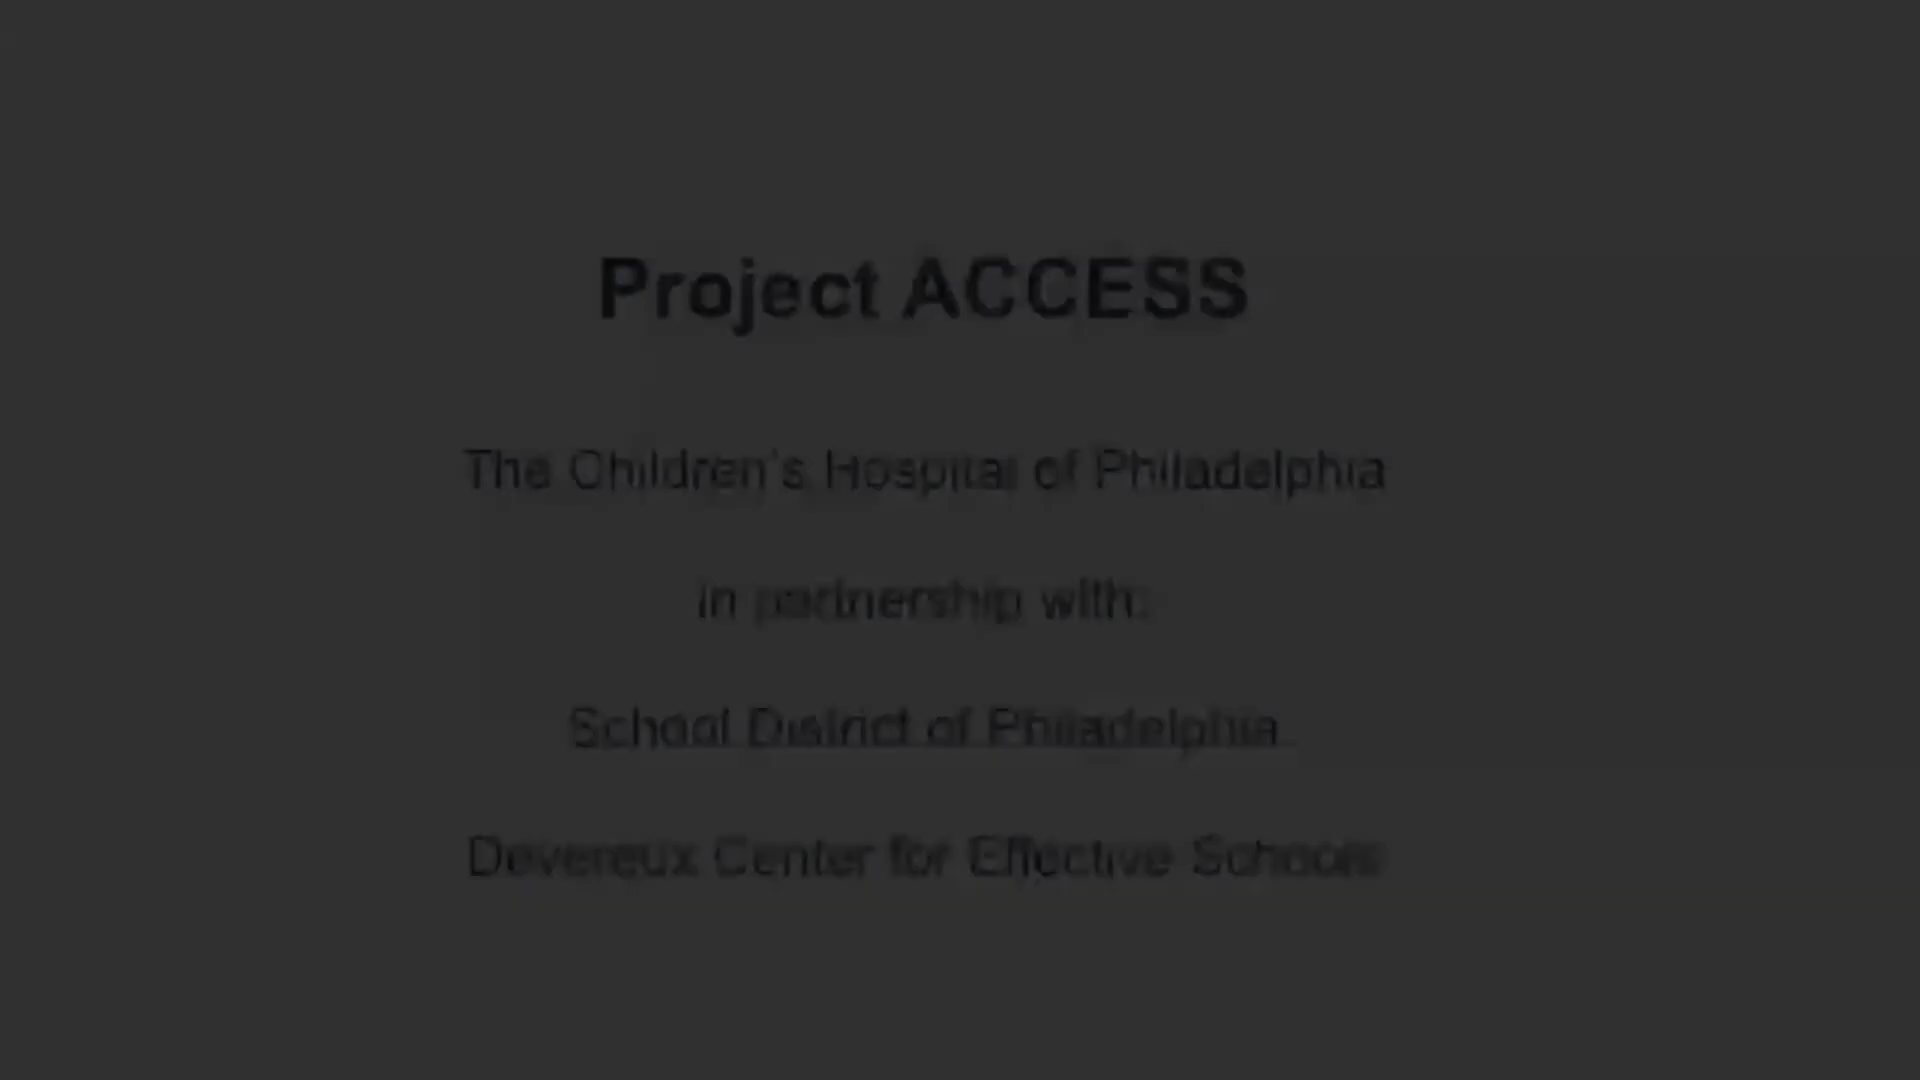 Project ACCESS
The Children's Hospital of Philadelphia
in partnership with:
School District of Philadelphia
Devereux Center for Effective Schools